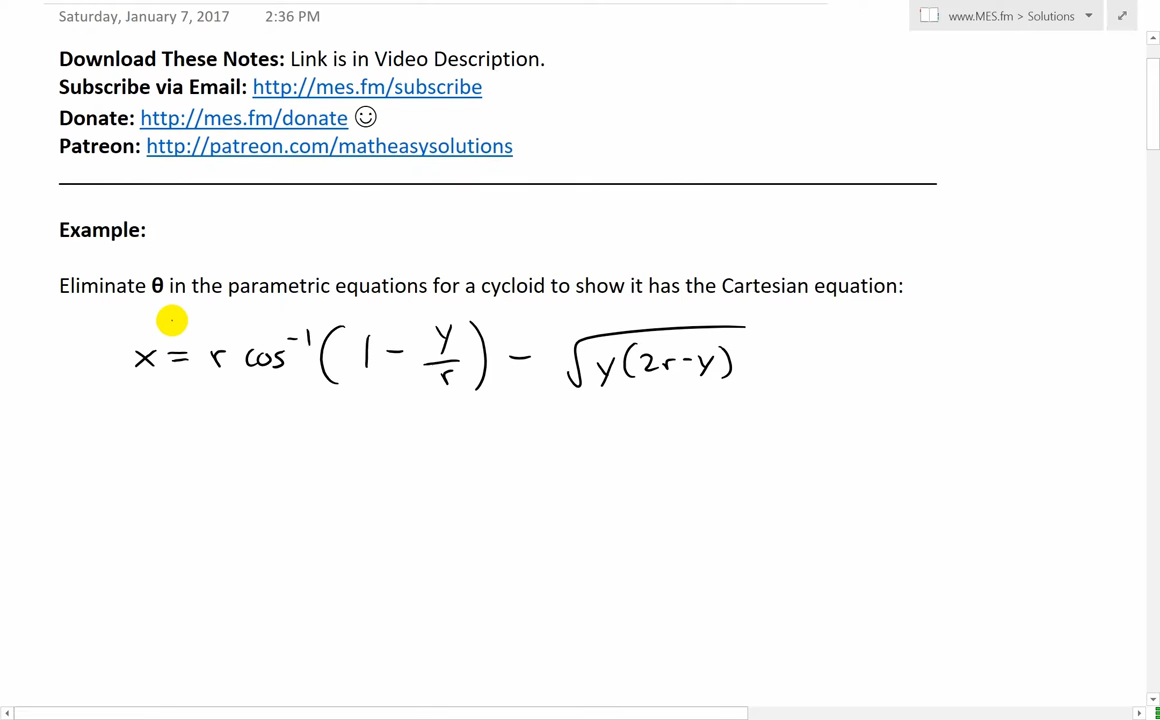 Saturday, January 7, 2017 2:36 PM
www.MES.fm > Solutions
Download These Notes: Link is in Video Description.
Subscribe via Email: http://mes.fm/subscribe
Donate: http://mes.fm/donate ☺
Patreon: http://patreon.com/matheasysolutions
Example:
Eliminate θ in the parametric equations for a cycloid to show it has the Cartesian equation:
x = r cos⁻¹(1 - y/r) - √(y(2r-y))